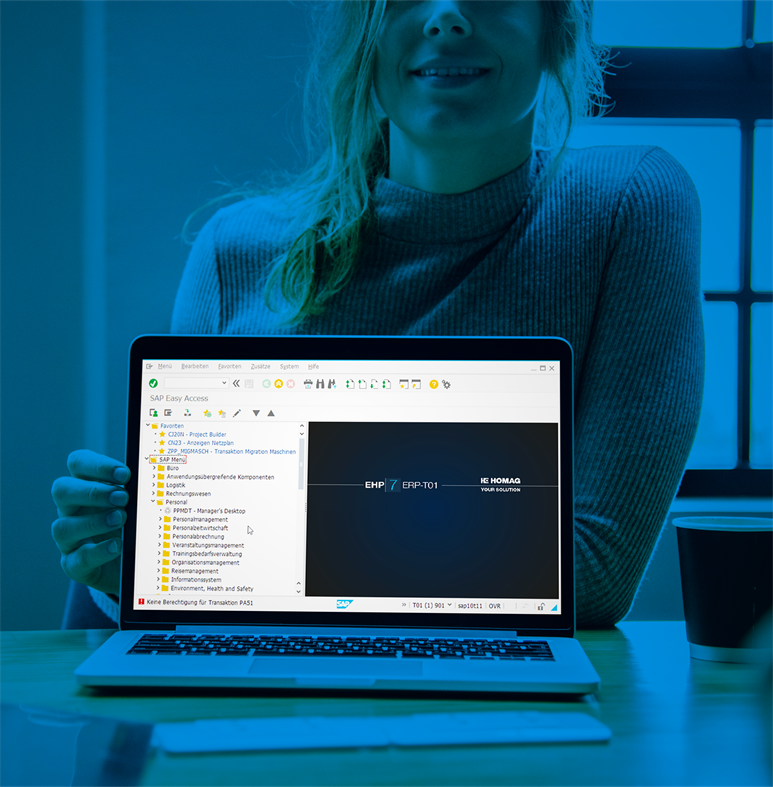 Menü Bearbeiten Favoriten Zusätze System Hilfe
SAP Easy Access
Favoriten
CJ20N - Project Builder
CN23 - Anzeigen Netzplan
ZPP_MIGMASCH - Transaktion Migration Maschinen
SAP Menü
Büro
Anwendungsübergreifende Komponenten
Logistik
Rechnungswesen
Personal
PPMDT - Manager's Desktop
Personalmanagement
Personalzeitwirtschaft
Personalabrechnung
Veranstaltungsmanagement
Trainingsbedarfsverwaltung
Organisationsmanagement
Reisemanagement
Informationssystem
Environment, Health and Safety
EHP 7 ERP-T01
HOMAG
YOUR SOLUTION
Keine Berechtigung für Transaktion PA51
SAP
T01 (1) 901 sap10t11 OVR